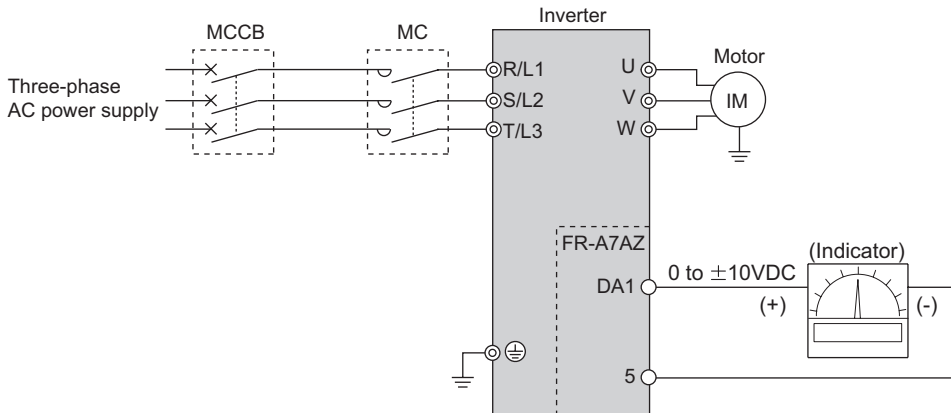 Inverter
MCCB
MC
Three-phase
AC power supply
R/L1
S/L2
T/L3
U
V
W
Motor
IM
FR-A7AZ
DA1
0 to ±10VDC
(+)
(Indicator)
(-)
5